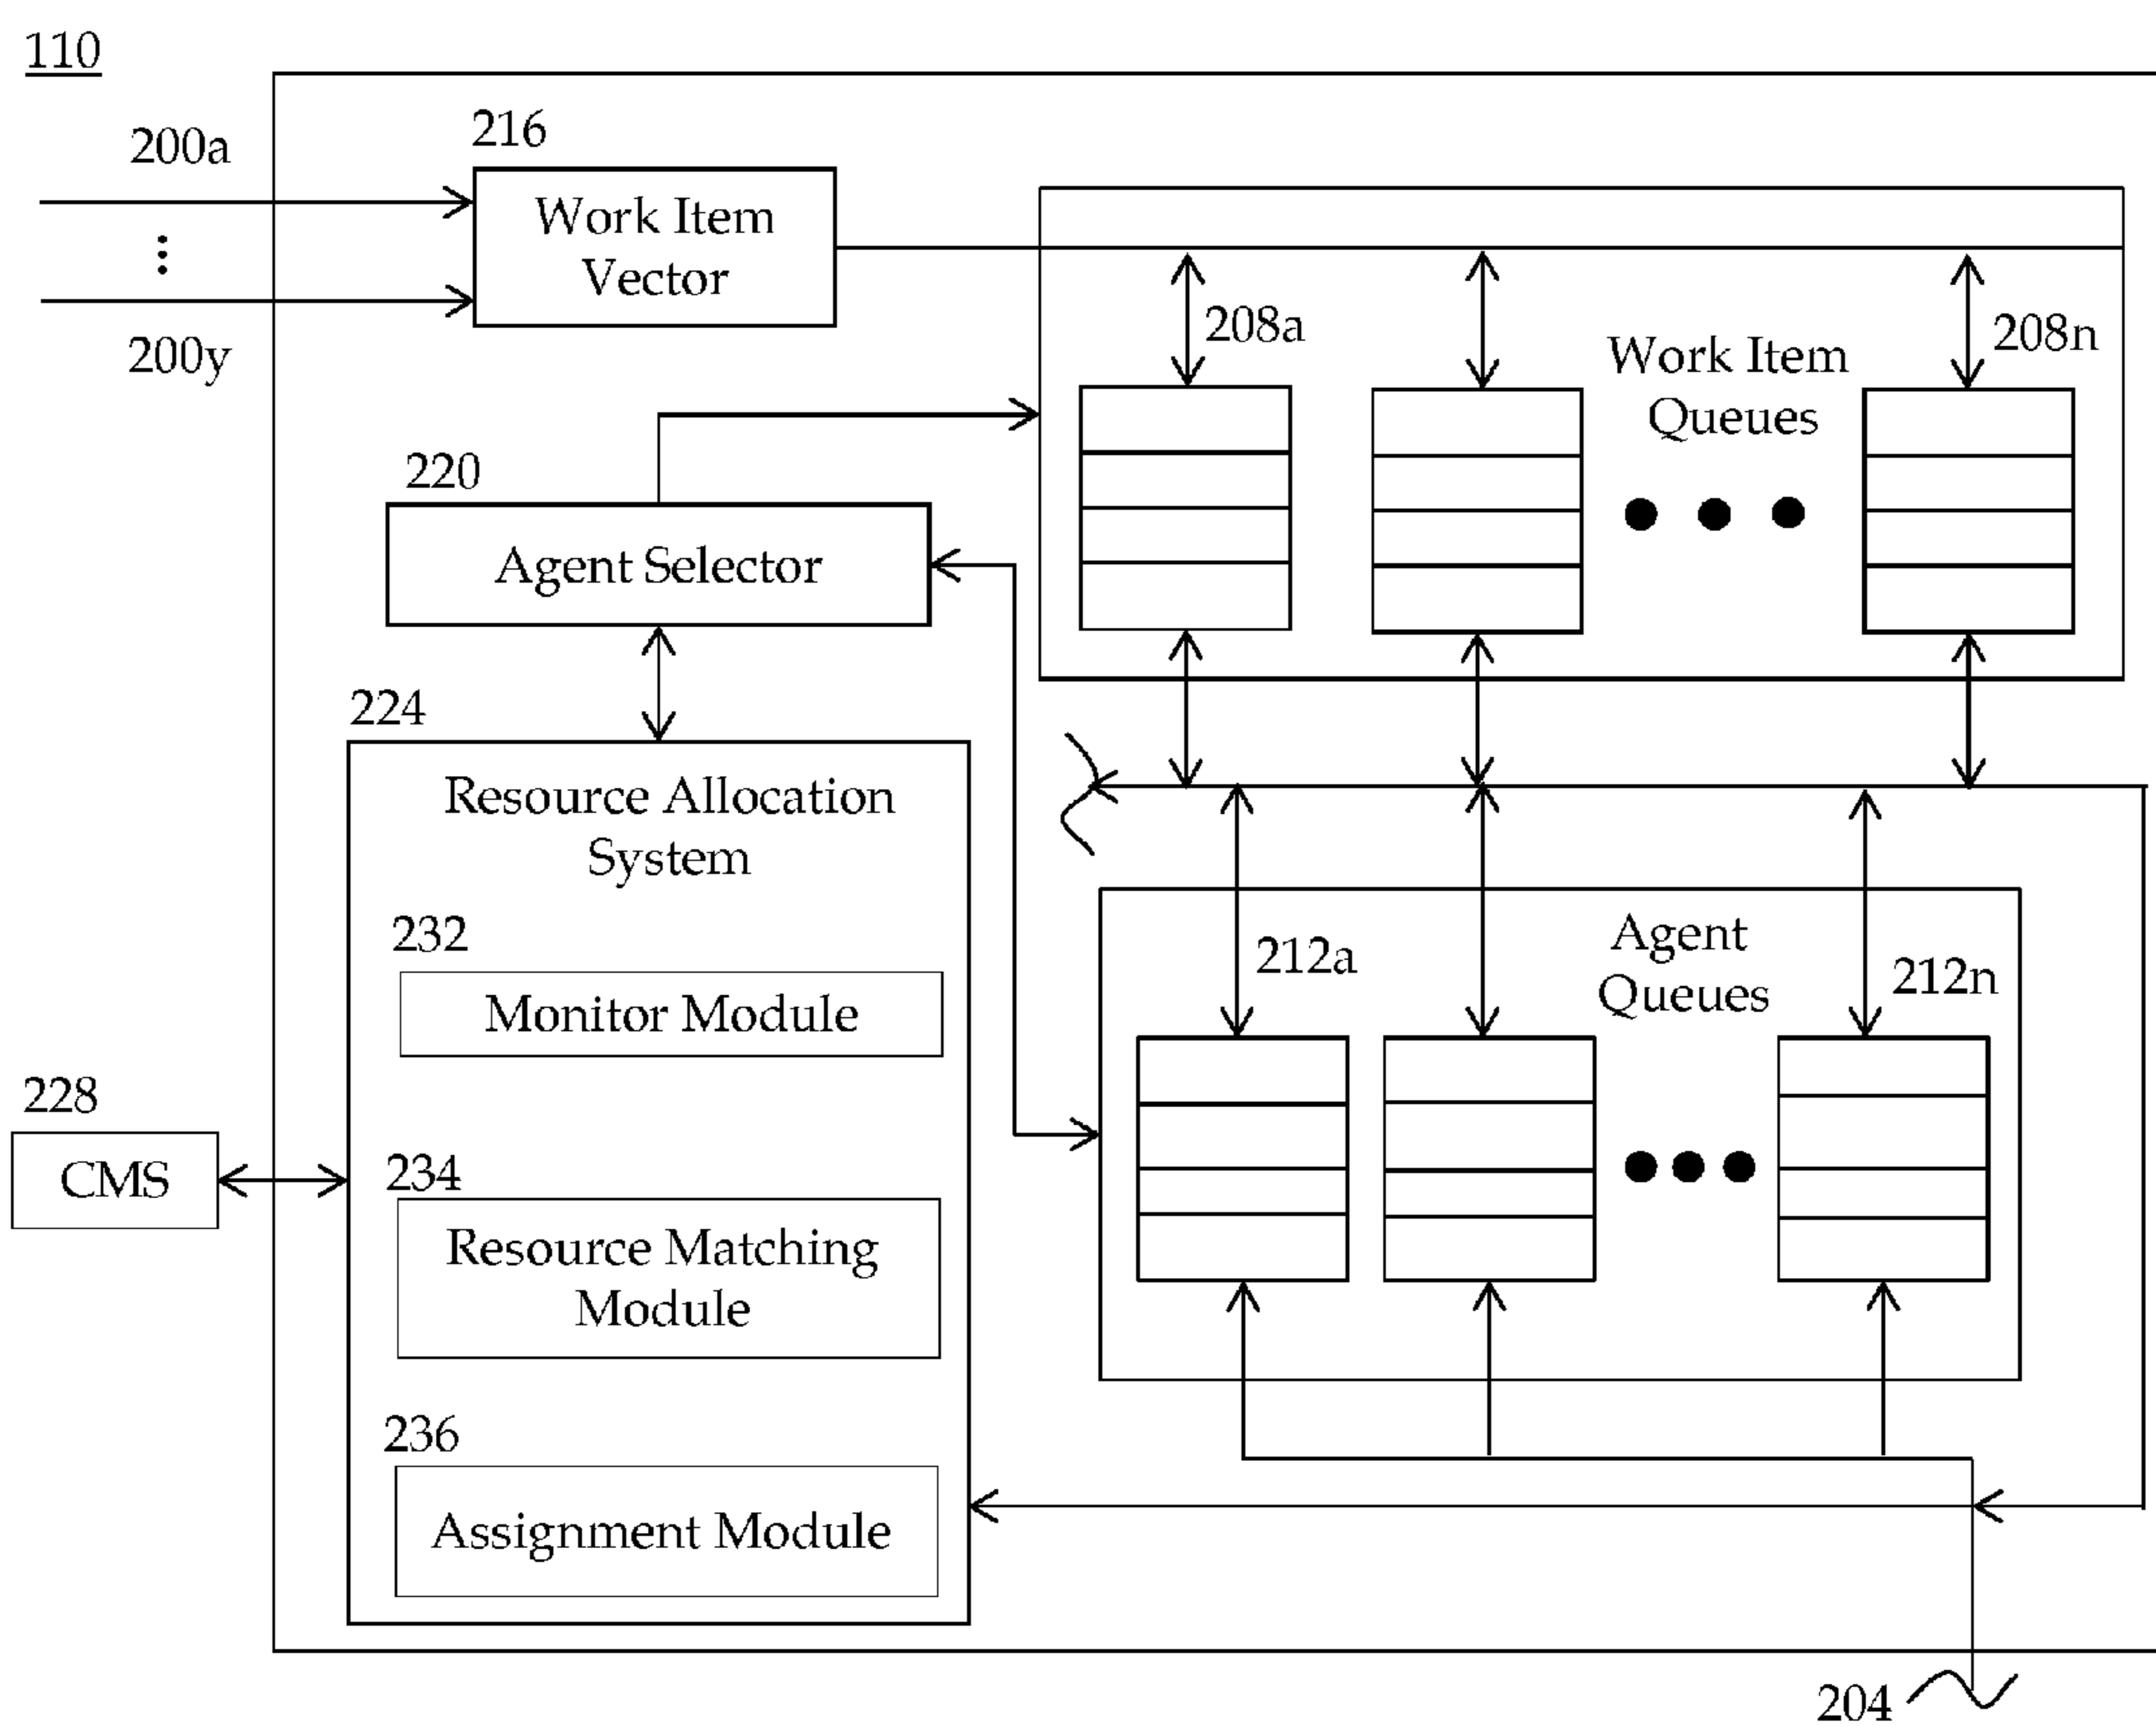 110
200a
200y
216
Work Item
Vector
208a
Work Item
Queues
208n
220
Agent Selector
224
Resource Allocation
System
232
Monitor Module
228
CMS
234
Resource Matching
Module
236
Assignment Module
212a
Agent
Queues
212n
204